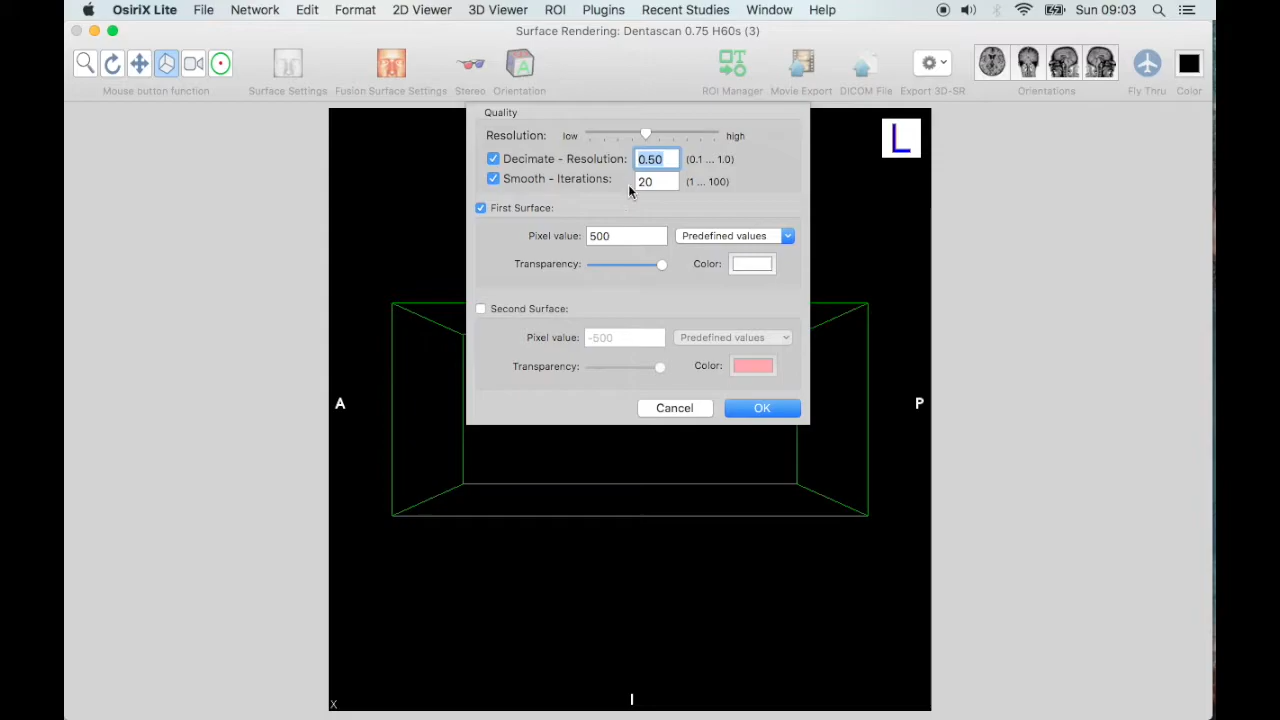 OsiriX Lite File Network Edit Format 2D Viewer 3D Viewer ROI Plugins Recent Studies Window Help Sun 09:03
Surface Rendering: Dentascan 0.75 H60s (3)
Mouse button function Surface Settings Fusion Surface Settings Stereo Orientation ROI Manager Movie Export DICOM File Export 3D-SR Orientations Fly Thru Color
Quality
Resolution: low high
Decimate - Resolution: 0.50 (0.1 ... 1.0)
Smooth - Iterations: 20 (1 ... 100)
First Surface:
Pixel value: 500 Predefined values
Transparency: Color:
Second Surface:
Pixel value: -500 Predefined values
Transparency: Color:
Cancel OK
L
A
P
I
X